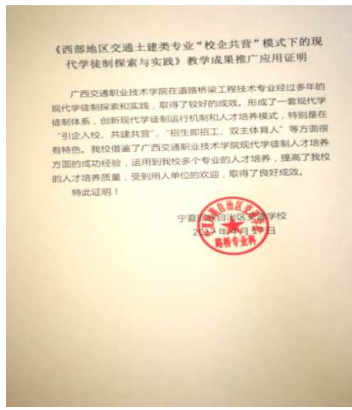 《西部地区交通土建类专业“校企共营”模式下的现
代学徒制探索与实践》教学成果推广应用证明
广西交通职业技术学院在道路桥梁工程技术专业经过多年的
现代学徒制探索和实践，取得了较好的成效。形成了一套现代学
徒制体系，创新现代学徒制运行机制和人才培养模式，特别是在
“引企入校、共建共营”、“招生即招工、双主体育人”等方面很
有特色。我校借鉴了广西交通职业技术学院现代学徒制人才培养
方面的成功经验，运用到我校多个专业的人才培养，提高了我校
的人才培养质量，受到用人单位的欢迎，取得了良好成效。
特此证明！
宁夏回族自治区交通学校
路桥专业科